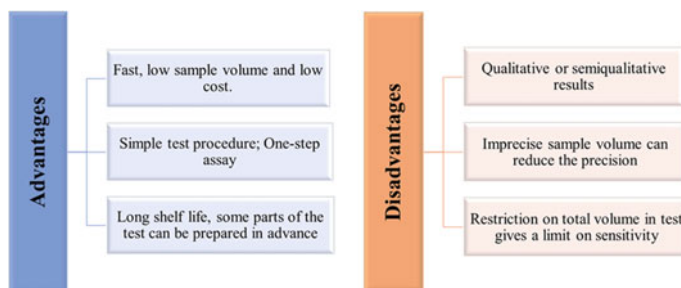 Advantages
Fast, low sample volume and low
cost.
Simple test procedure; One-step
assay
Long shelf life, some parts of the
test can be prepared in advance
Disadvantages
Qualitative or semiqualitative
results
Imprecise sample volume can
reduce the precision
Restriction on total volume in test
gives a limit on sensitivity